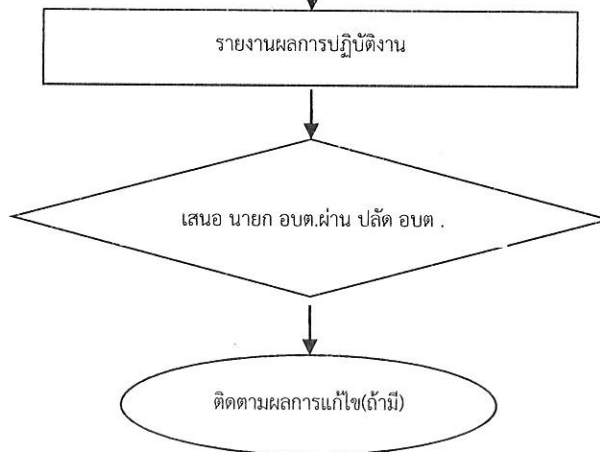 รายงานผลการปฏิบัติงาน
เสนอ นายก อบต.ผ่าน ปลัด อบต .
ติดตามผลการแก้ไข(ถ้ามี)